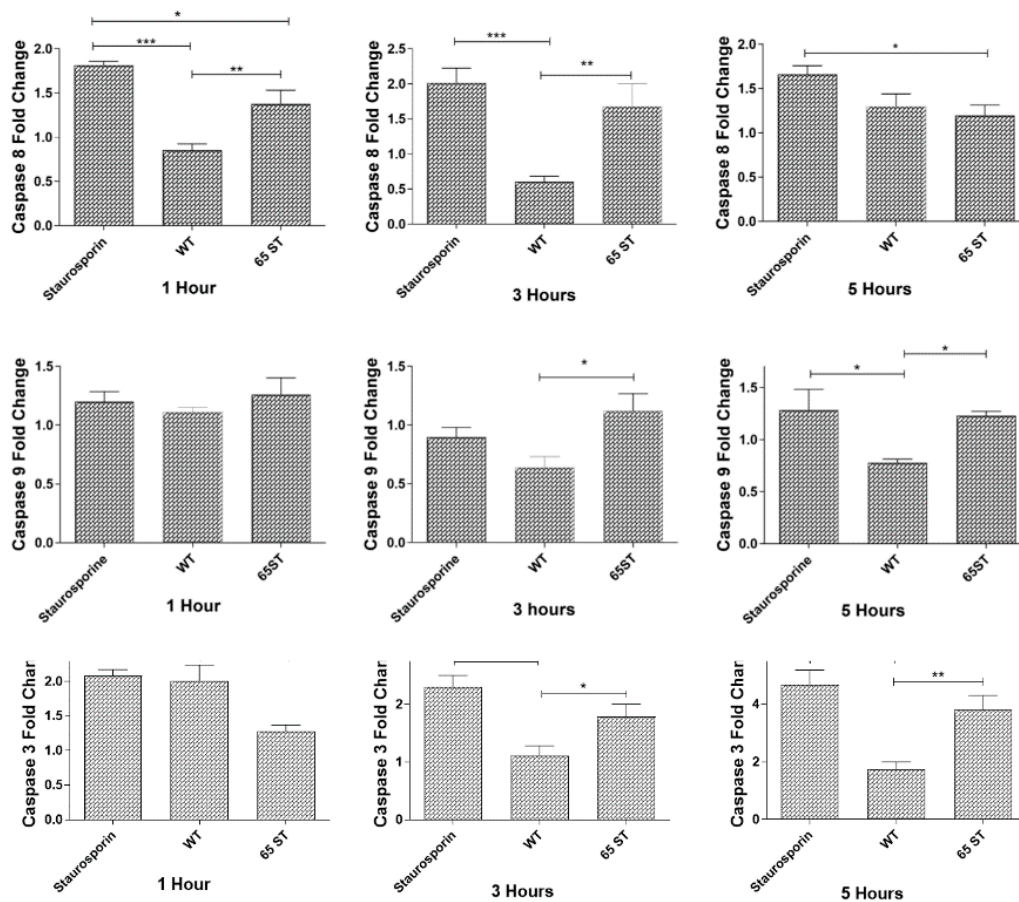 Caspase 8 Fold Change
2.0
1.5
1.0
0.5
0.0
*
***
**
Staurosporin
WT
65 ST
1 Hour
Caspase 8 Fold Change
2.5
2.0
1.5
1.0
0.5
0.0
***
**
Staurosporin
WT
65 ST
3 Hours
Caspase 8 Fold Change
2.0
1.5
1.0
0.5
0.0
*
Staurosporin
WT
65 ST
5 Hours
Caspase 9 Fold Change
1.5
1.0
0.5
0.0
Staurosporine
WT
65ST
1 Hour
Caspase 9 Fold Change
1.5
1.0
0.5
0.0
*
Staurosporine
WT
65ST
3 hours
Caspase 9 Fold Change
1.5
1.0
0.5
0.0
*
*
Staurosporine
WT
65ST
5 Hours
Caspase 3 Fold Chan
2.0
1.5
1.0
0.5
0.0
Staurosporin
WT
65 ST
1 Hour
Caspase 3 Fold Chan
2
1
0
*
Staurosporin
WT
65 ST
3 Hours
Caspase 3 Fold Chan
4
2
0
**
Staurosporin
WT
65 ST
5 Hours